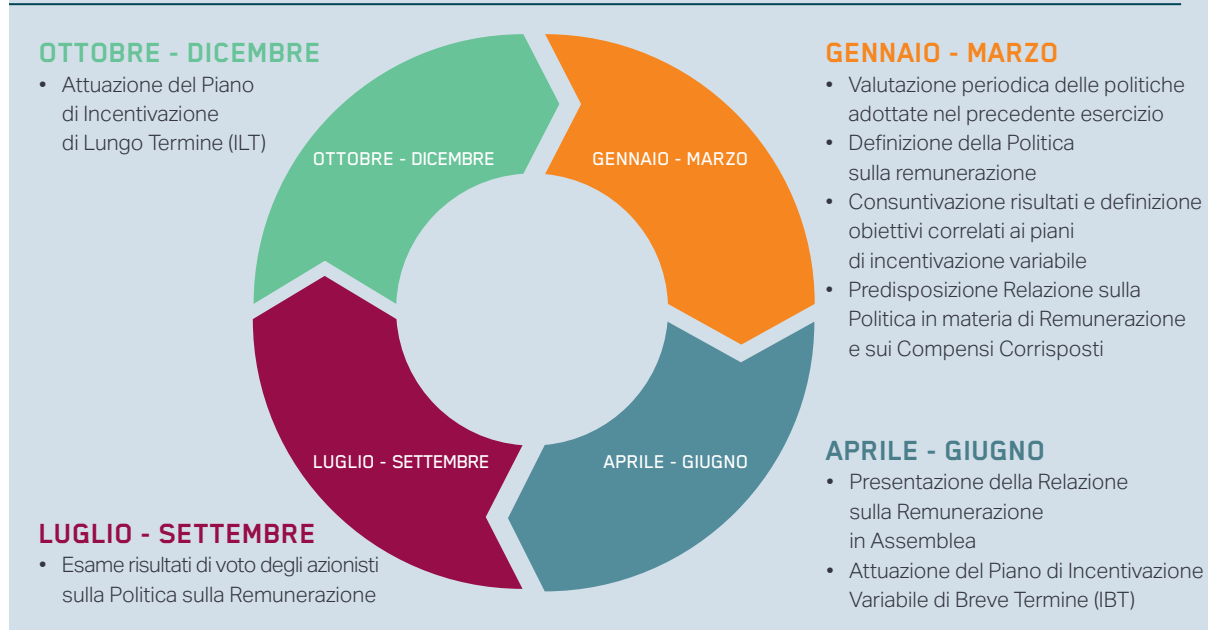 OTTOBRE - DICEMBRE
• Attuazione del Piano
di Incentivazione
di Lungo Termine (ILT)
GENNAIO - MARZO
• Valutazione periodica delle politiche
adottate nel precedente esercizio
• Definizione della Politica
sulla remunerazione
• Consuntivazione risultati e definizione
obiettivi correlati ai piani
di incentivazione variabile
• Predisposizione Relazione sulla
Politica in materia di Remunerazione
e sui Compensi Corrisposti
OTTOBRE - DICEMBRE
GENNAIO - MARZO
LUGLIO - SETTEMBRE
APRILE - GIUGNO
APRILE - GIUGNO
• Presentazione della Relazione
sulla Remunerazione
in Assemblea
• Attuazione del Piano di Incentivazione
Variabile di Breve Termine (IBT)
LUGLIO - SETTEMBRE
• Esame risultati di voto degli azionisti
sulla Politica sulla Remunerazione